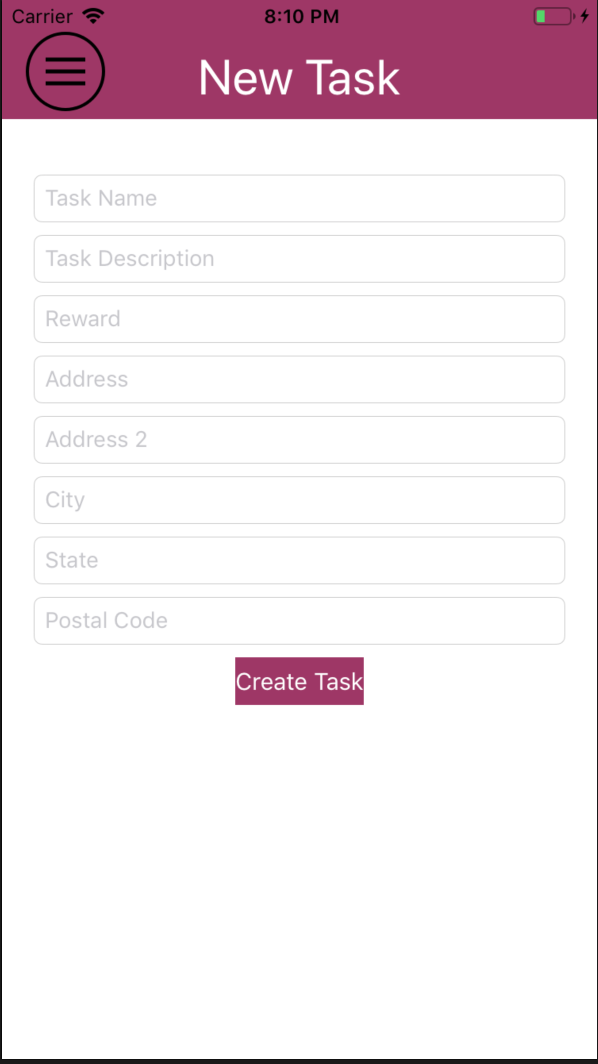 Carrier 8:10 PM
New Task
Task Name
Task Description
Reward
Address
Address 2
City
State
Postal Code
Create Task